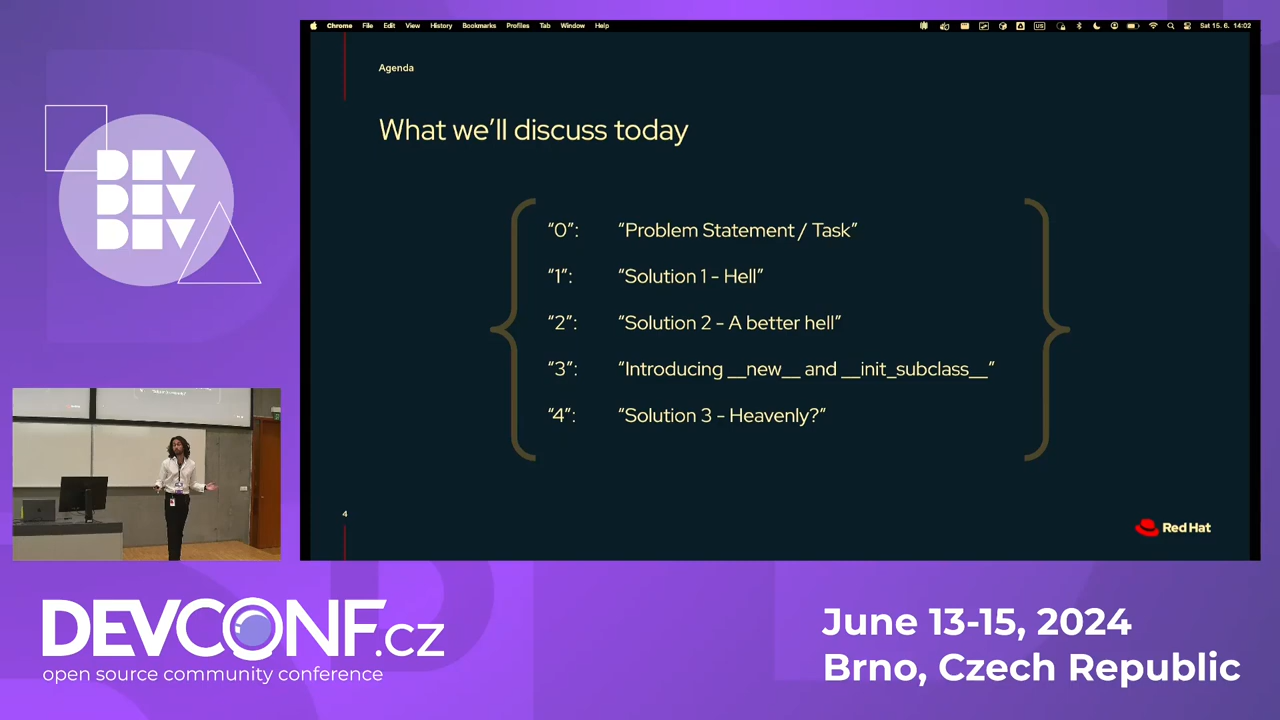 Chrome File Edit View History Bookmarks Profiles Tab Window Help
US
Sat 15. 6. 14:02
Agenda
What we'll discuss today
“0”: “Problem Statement / Task”
“1”: “Solution 1 - Hell”
“2”: “Solution 2 - A better hell”
“3”: “Introducing __new__ and __init_subclass__”
“4”: “Solution 3 - Heavenly?”
4
Red Hat
DEV
DEV
DEV
DEVCONF.cz
open source community conference
June 13-15, 2024
Brno, Czech Republic